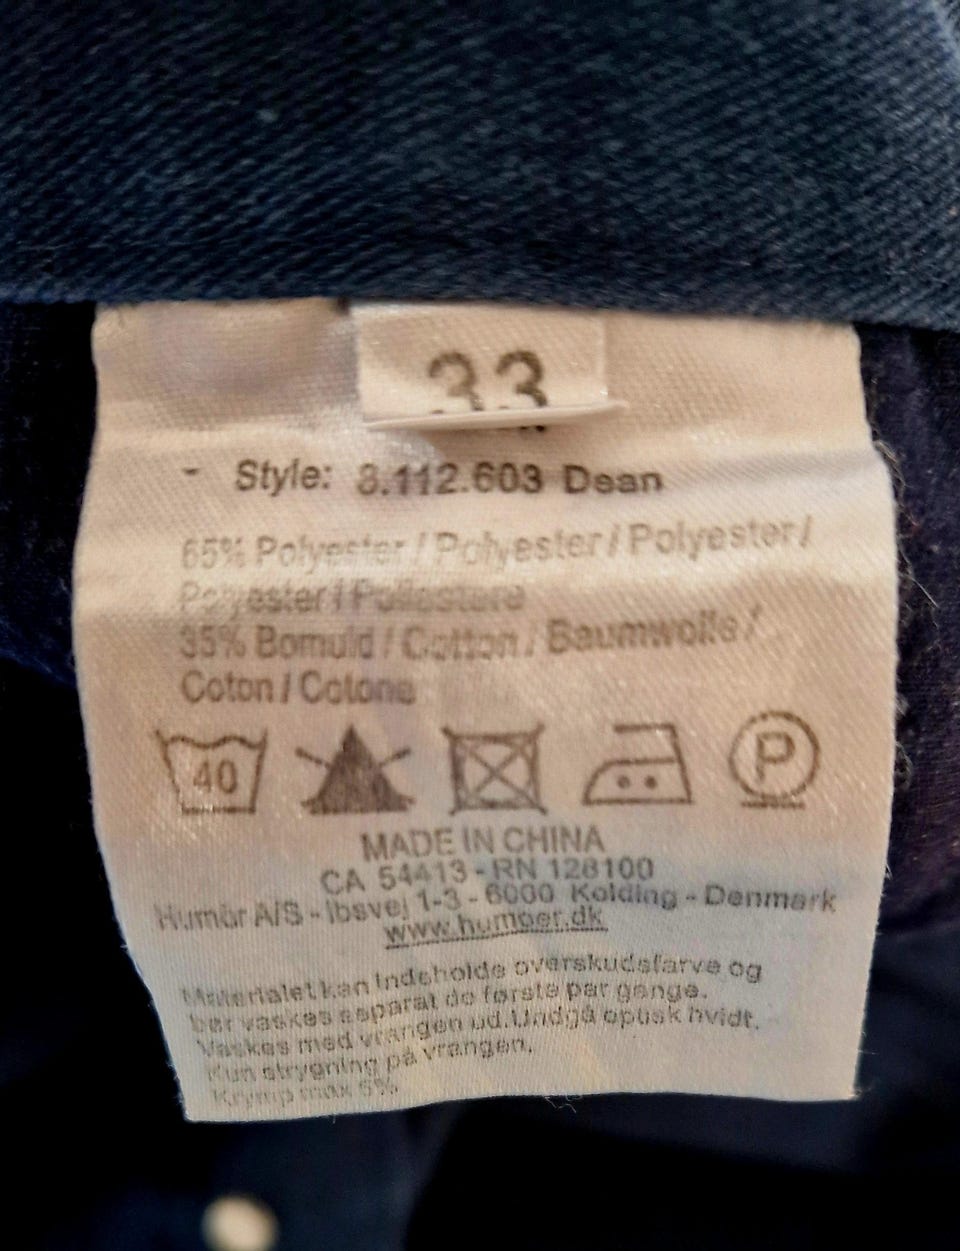 33
- Style: 8.112.603 Dean
65% Polyester / Polyester / Polyester /
Polyester / Poliestere
35% Bomuld / Cotton / Baumwolle /
Coton / Cotone
40
P
MADE IN CHINA
CA 54413 - RN 128100
Humör A/S - Ibsvej 1-3 - 6000 Kolding - Denmark
www.humoer.dk
Materialet kan indeholde overskudsfarve og
bør vaskes separat de første par gange.
Vaskes med vrangen ud. Undgå optisk hvidt.
Kun strygning på vrangen.
Krymp max 5%